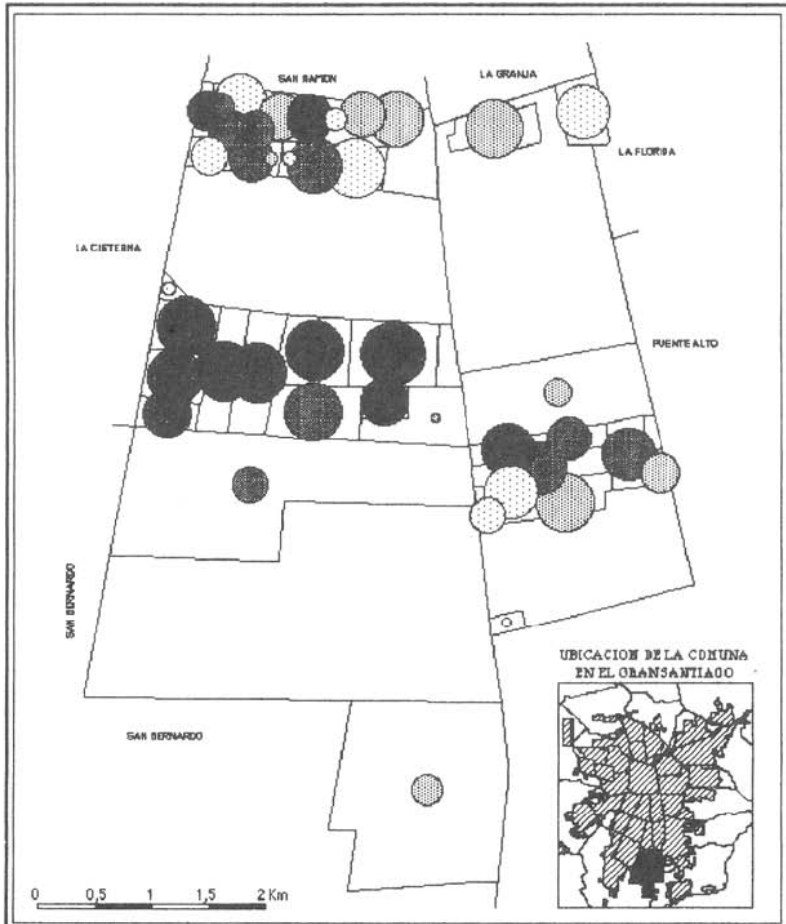 SAN RAMON
LA GRANJA
LA FLORIDA
LA CISTERNA
PUENTE ALTO
SAN BERNARDO
SAN BERNARDO
UBICACION DE LA COMUNA
EN EL GRANSANTIAGO
0 0,5 1 1,5 2 Km